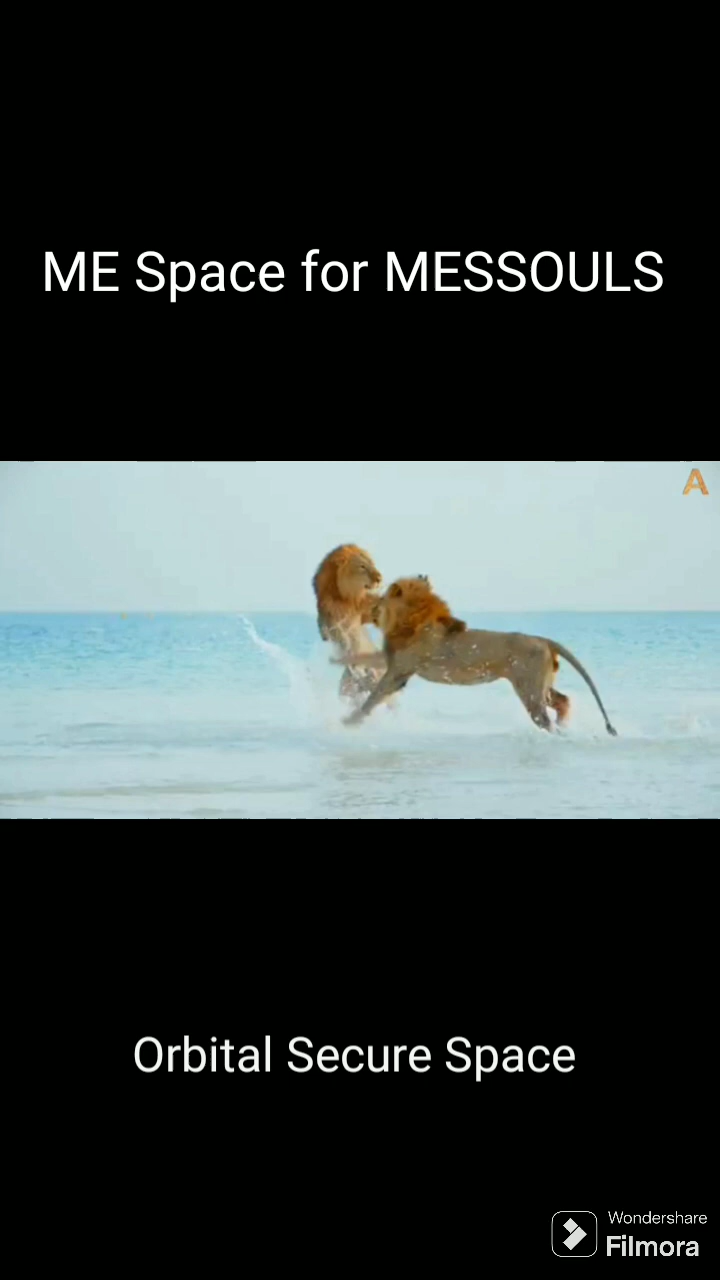 ME Space for MESSOULS
A
Orbital Secure Space
Wondershare
Filmora